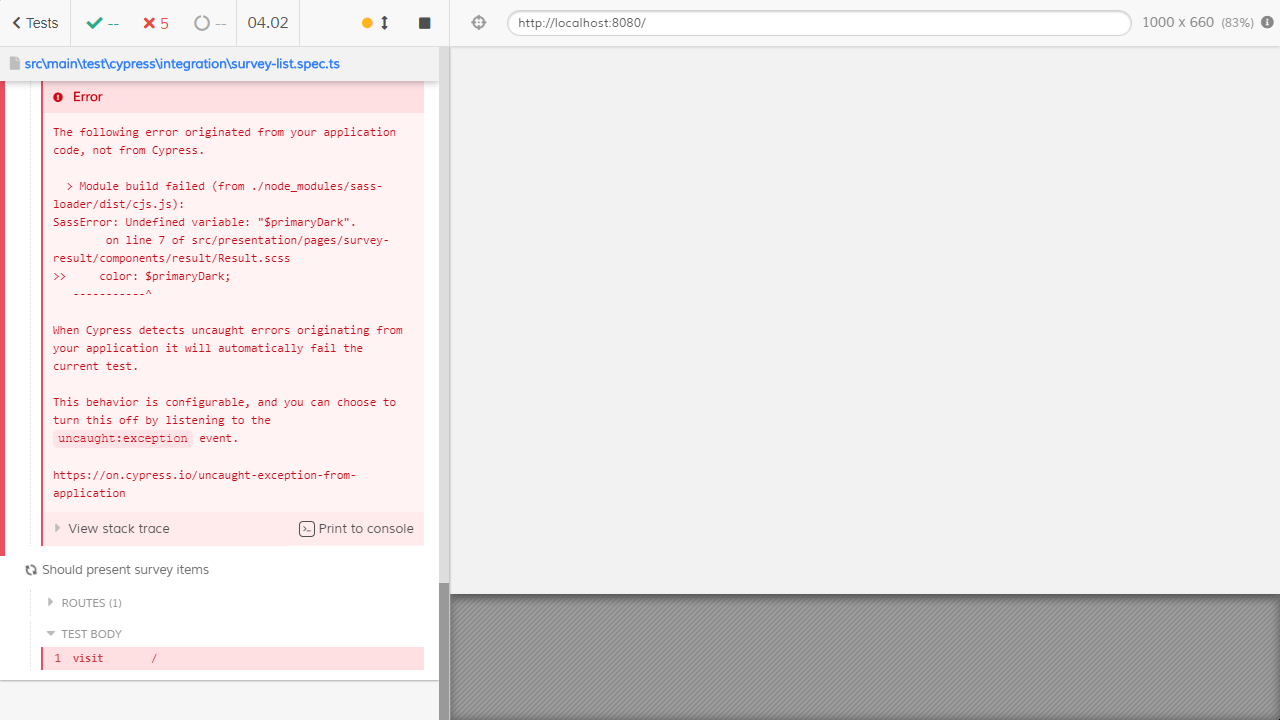 Tests
--
5
--
04.02
http://localhost:8080/
1000 x 660 (83%)
src\main\test\cypress\integration\survey-list.spec.ts
Error
The following error originated from your application
code, not from Cypress.
> Module build failed (from ./node_modules/sass-
loader/dist/cjs.js):
SassError: Undefined variable: "$primaryDark".
on line 7 of src/presentation/pages/survey-
result/components/result/Result.scss
>>     color: $primaryDark;
-----------^
When Cypress detects uncaught errors originating from
your application it will automatically fail the
current test.
This behavior is configurable, and you can choose to
turn this off by listening to the
uncaught:exception event.
https://on.cypress.io/uncaught-exception-from-
application
View stack trace
Print to console
Should present survey items
ROUTES (1)
TEST BODY
1 visit /